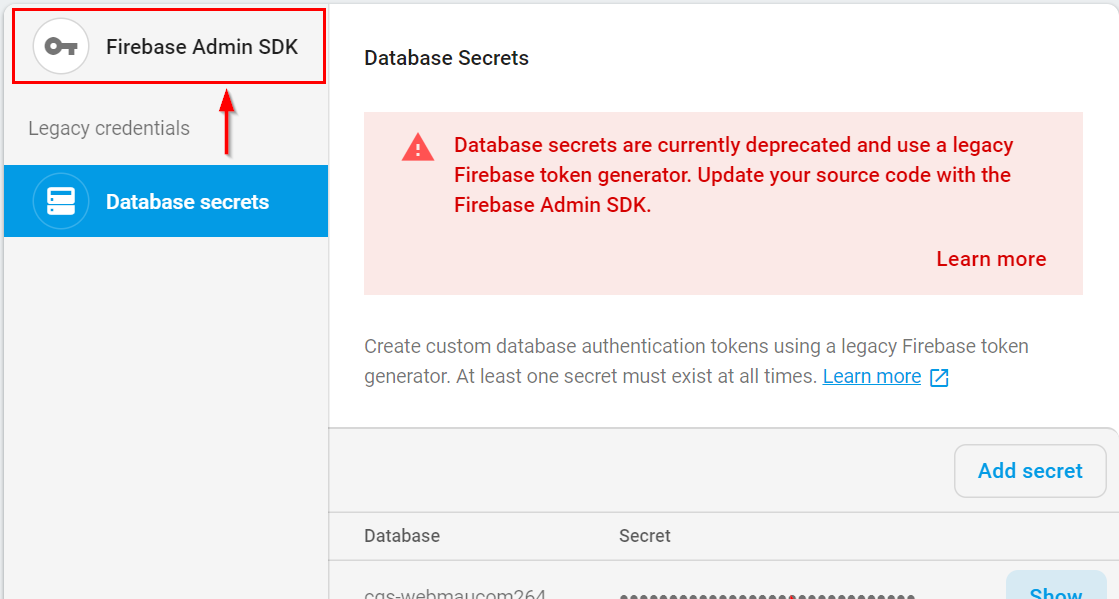 Firebase Admin SDK
Legacy credentials
Database secrets
Database Secrets
Database secrets are currently deprecated and use a legacy
Firebase token generator. Update your source code with the
Firebase Admin SDK.
Learn more
Create custom database authentication tokens using a legacy Firebase token
generator. At least one secret must exist at all times. Learn more
Add secret
Database Secret
cgs-webmaucom264 ●●●●●●●●●●●●●●●●●●●●●●●●● Show